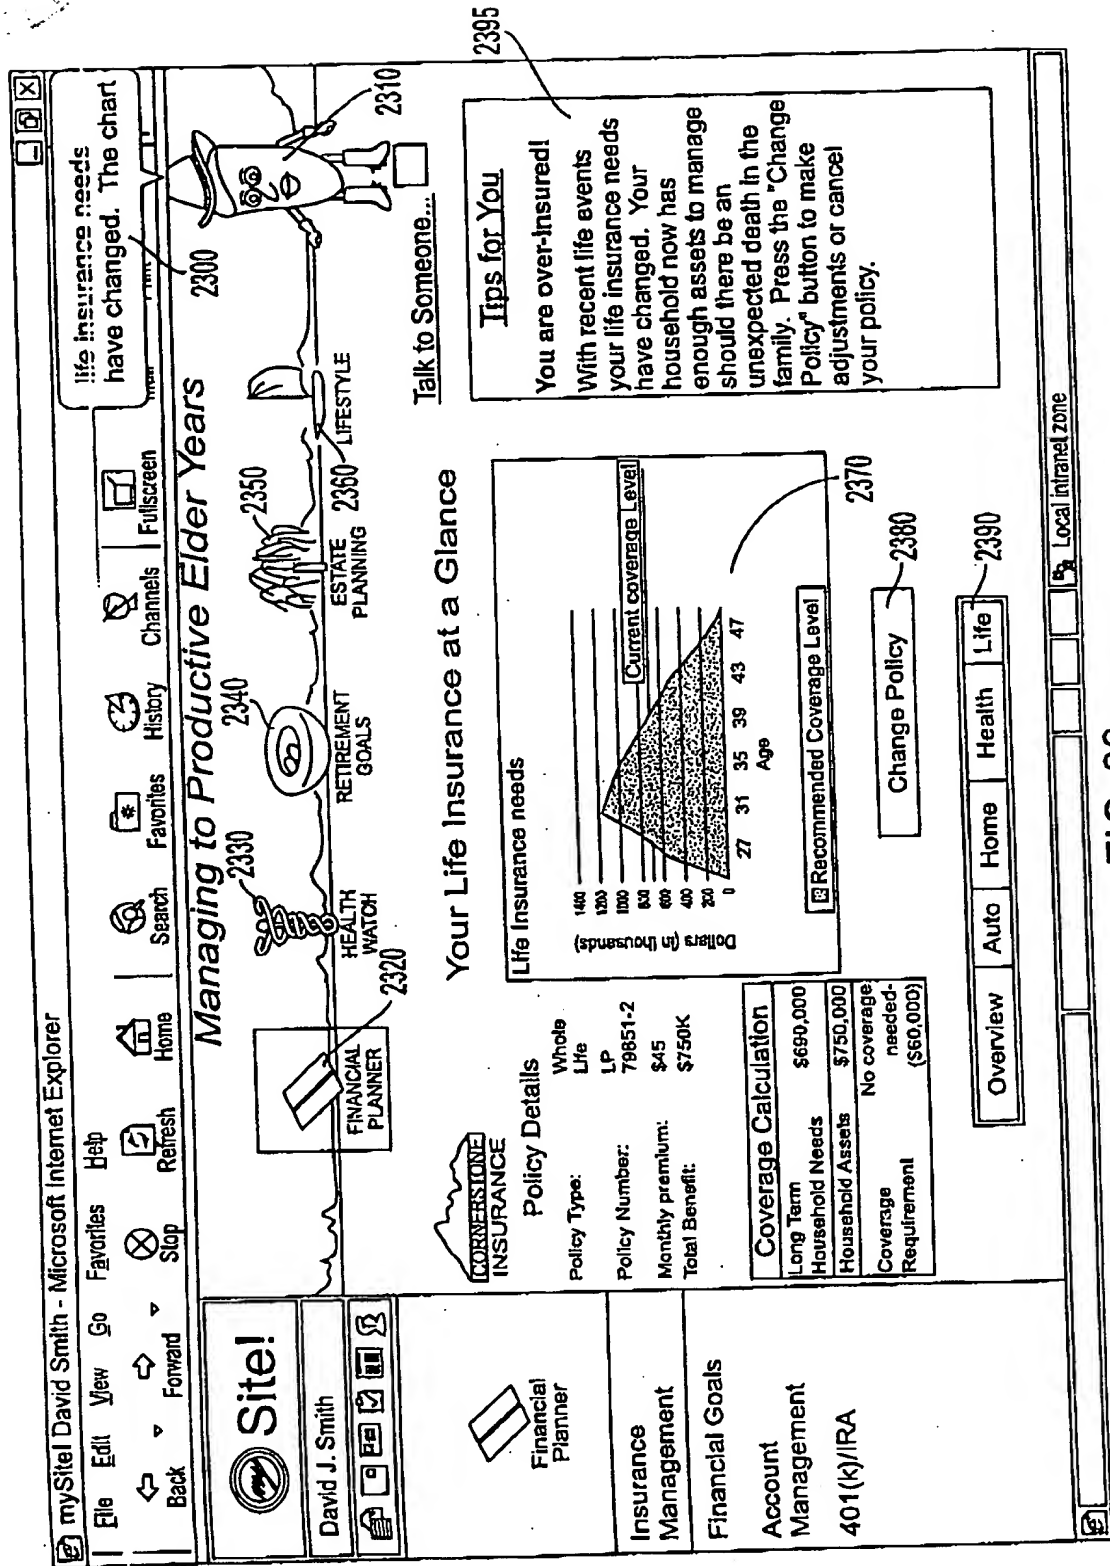 mySite! David Smith - Microsoft Internet Explorer
File Edit View Go Favorites Help
Back Forward Stop Refresh Home Search Favorites History Channels Fullscreen
life insurance needs
have changed. The chart
2300
my Site!
David J. Smith
Managing to Productive Elder Years
2310
2320
2330
2340
2350
2360
FINANCIAL
PLANNER
HEALTH
WATCH
RETIREMENT
GOALS
ESTATE
PLANNING
LIFESTYLE
Talk to Someone...
Financial
Planner
Insurance
Management
Financial Goals
Account
Management
401(k)/IRA
CORNERSTONE
INSURANCE
Your Life Insurance at a Glance
Policy Details
Policy Type: Whole
Life
Policy Number: LP
79851-2
Monthly premium: $45
Total Benefit: $750K
Coverage Calculation
Long Term
Household Needs $690,000
Household Assets $750,000
Coverage
Requirement
No coverage
needed-
($60,000)
Life Insurance needs
Dollars (in thousands)
1400
1200
1000
800
600
400
200
0
27 31 35 39 43 47
Age
Current coverage Level
Recommended Coverage Level
2370
Change Policy
2380
Overview Auto Home Health Life
2390
Tips for You
2395
You are over-insured!
With recent life events
your life insurance needs
have changed. Your
household now has
enough assets to manage
should there be an
unexpected death in the
family. Press the "Change
Policy" button to make
adjustments or cancel
your policy.
Local intranet zone